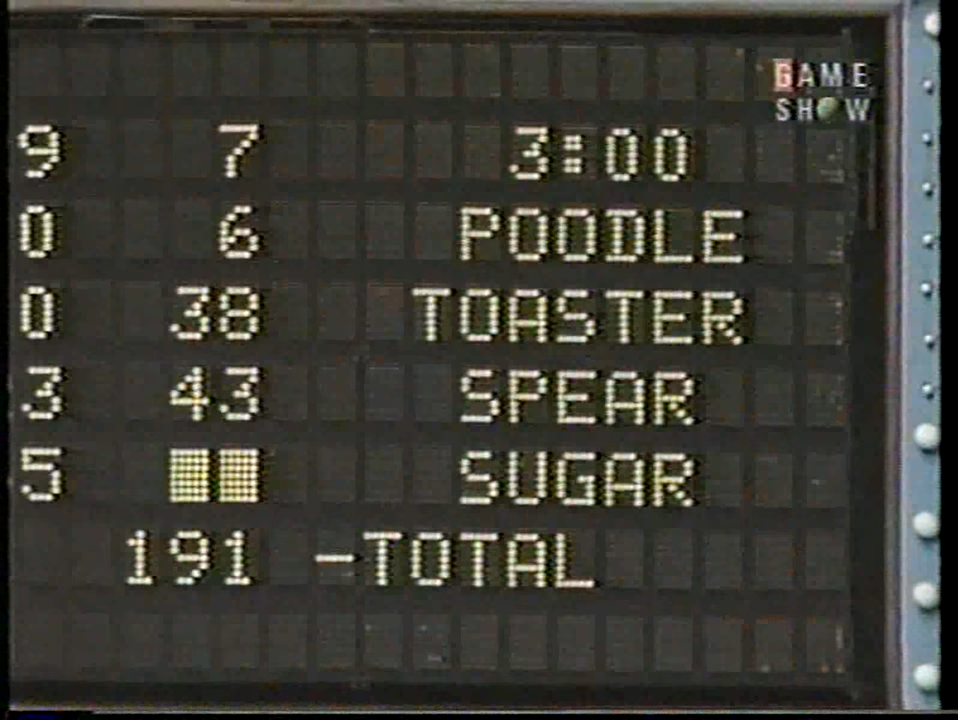 GAME
SHOW
9 7 3:00
0 6 POODLE
0 38 TOASTER
3 43 SPEAR
5 SUGAR
191 -TOTAL